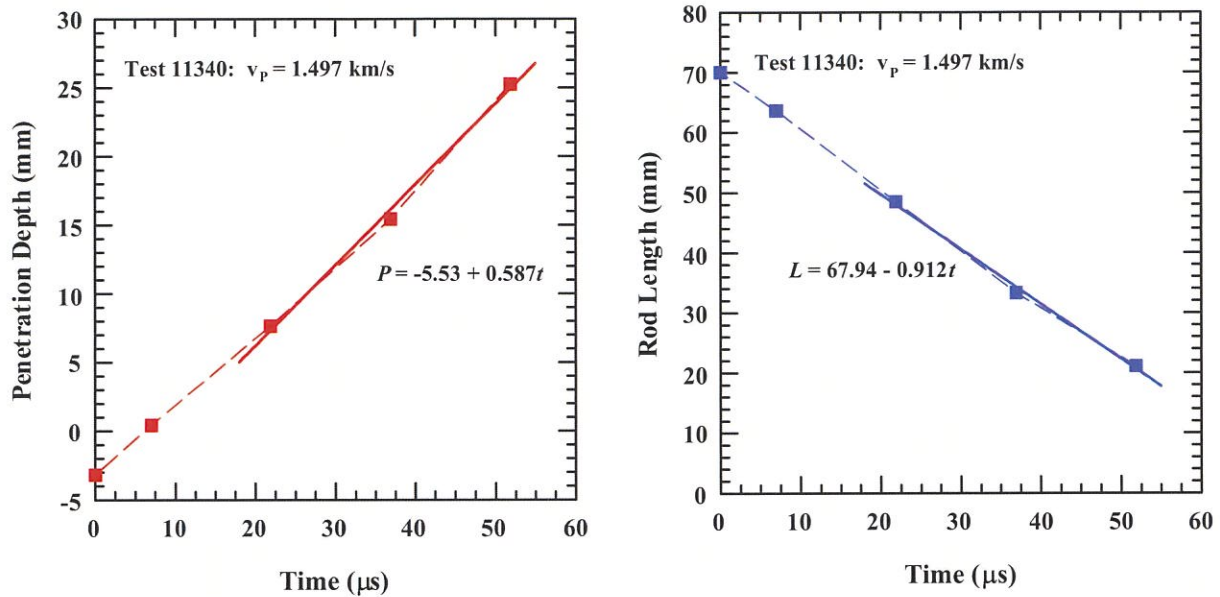 30
25
20
15
10
5
0
-5
Penetration Depth (mm)
Test 11340: vP = 1.497 km/s
P = -5.53 + 0.587t
0 10 20 30 40 50 60
Time (μs)
80
70
60
50
40
30
20
10
0
Rod Length (mm)
Test 11340: vP = 1.497 km/s
L = 67.94 - 0.912t
0 10 20 30 40 50 60
Time (μs)